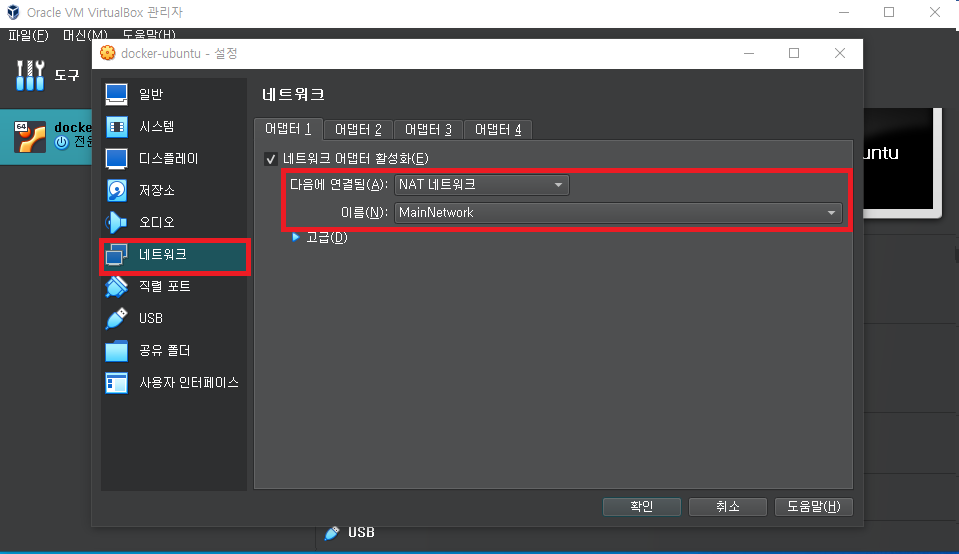 Oracle VM VirtualBox 관리자
파일(F) 머신(M) 도움말(H)
docker-ubuntu - 설정
도구
64
일반
시스템
디스플레이
저장소
오디오
네트워크
직렬 포트
USB
공유 폴더
사용자 인터페이스
네트워크
어댑터 1 어댑터 2 어댑터 3 어댑터 4
네트워크 어댑터 활성화(E)
다음에 연결됨(A): NAT 네트워크
이름(N): MainNetwork
고급(D)
확인 취소 도움말(H)
USB